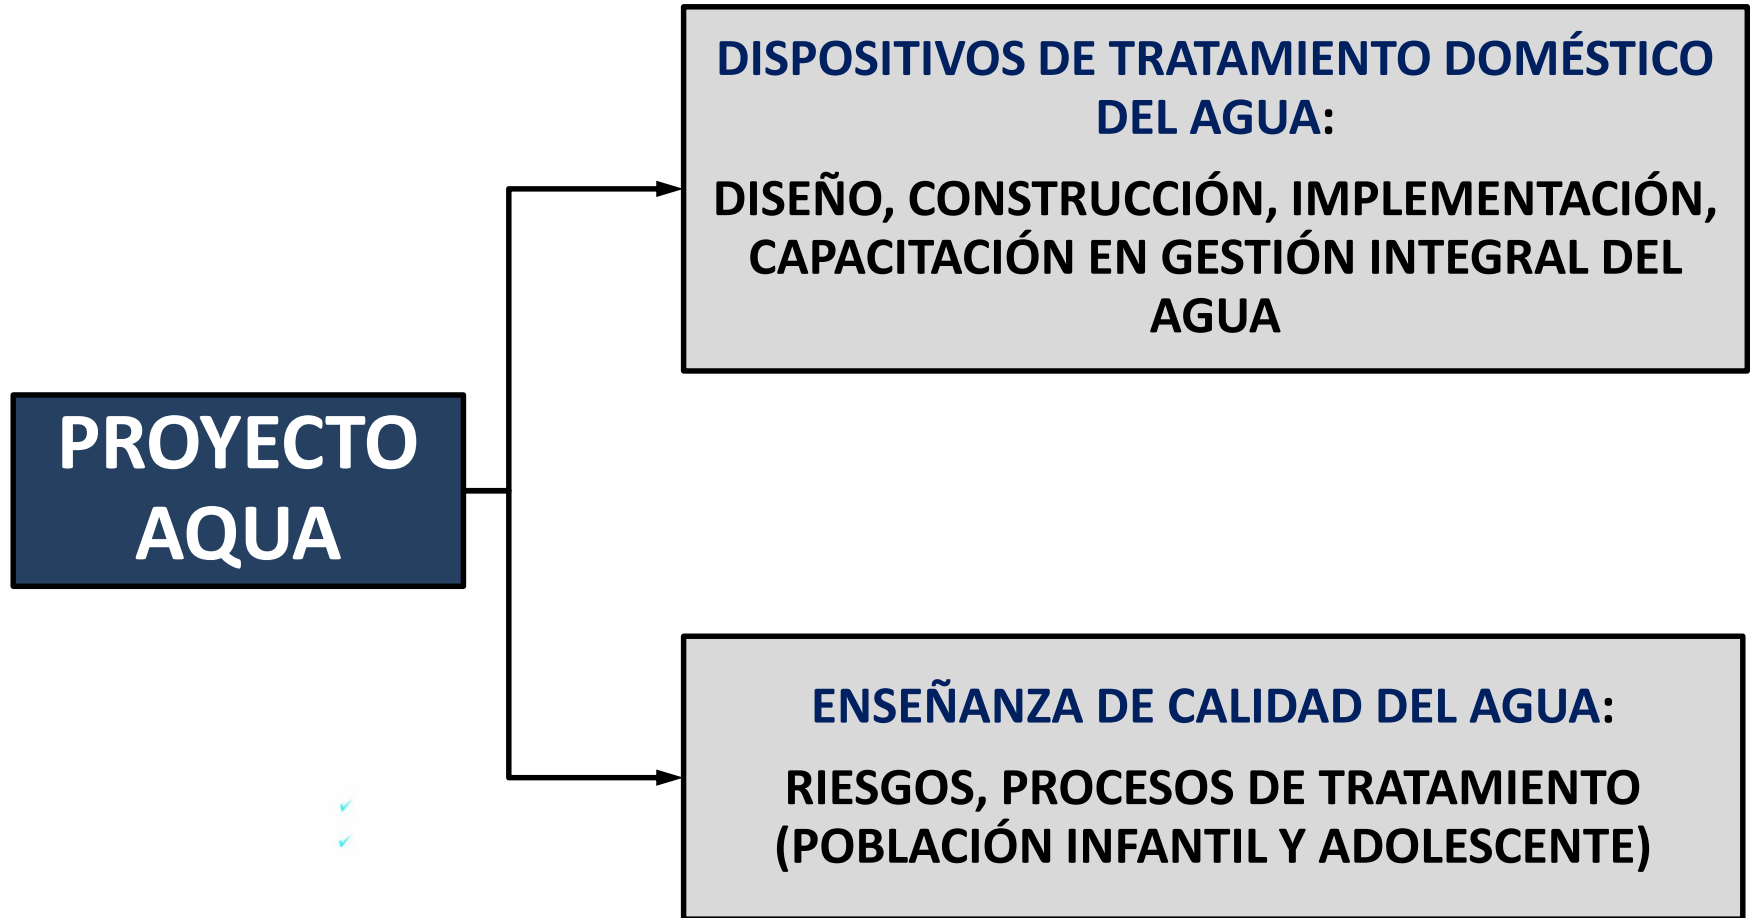 PROYECTO
AQUA
DISPOSITIVOS DE TRATAMIENTO DOMÉSTICO
DEL AGUA:
DISEÑO, CONSTRUCCIÓN, IMPLEMENTACIÓN,
CAPACITACIÓN EN GESTIÓN INTEGRAL DEL
AGUA
ENSEÑANZA DE CALIDAD DEL AGUA:
RIESGOS, PROCESOS DE TRATAMIENTO
(POBLACIÓN INFANTIL Y ADOLESCENTE)